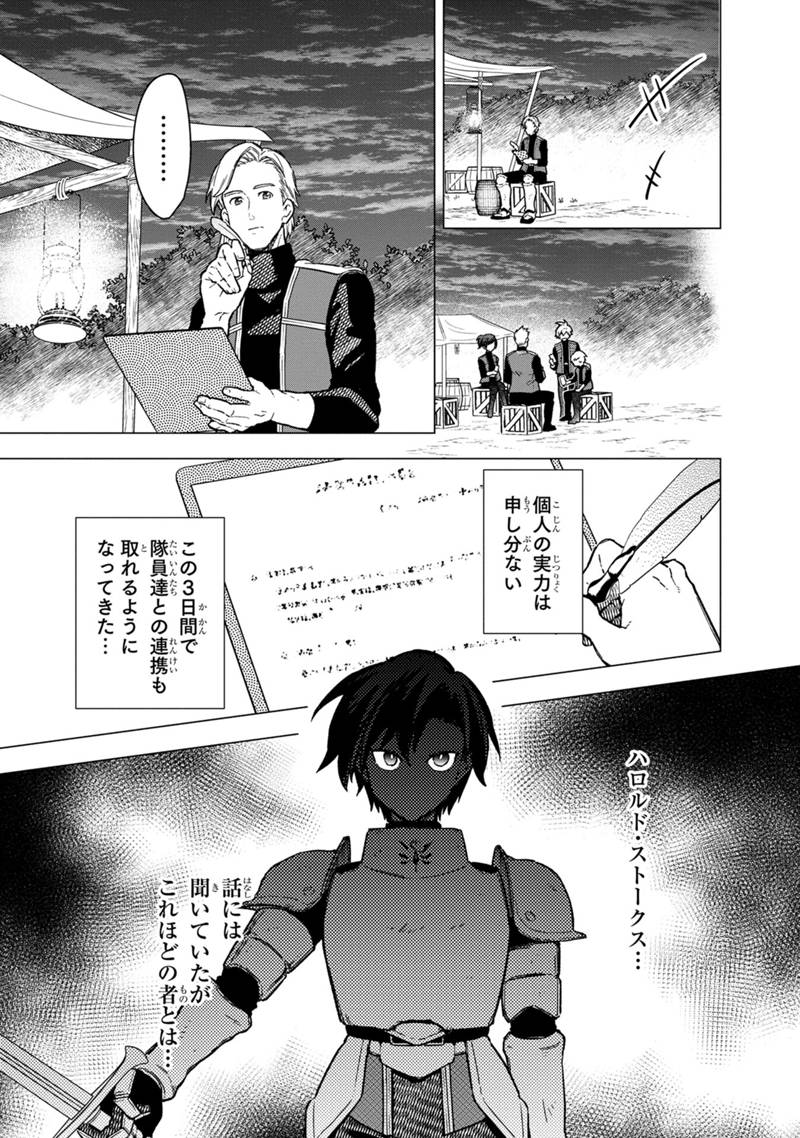 ………
個人の実力は
申し分ない
この3日間で
隊員達との連携も
取れるように
なってきた…
ハロルド・ストークス…
話には
聞いていたが
これほどの者とは…